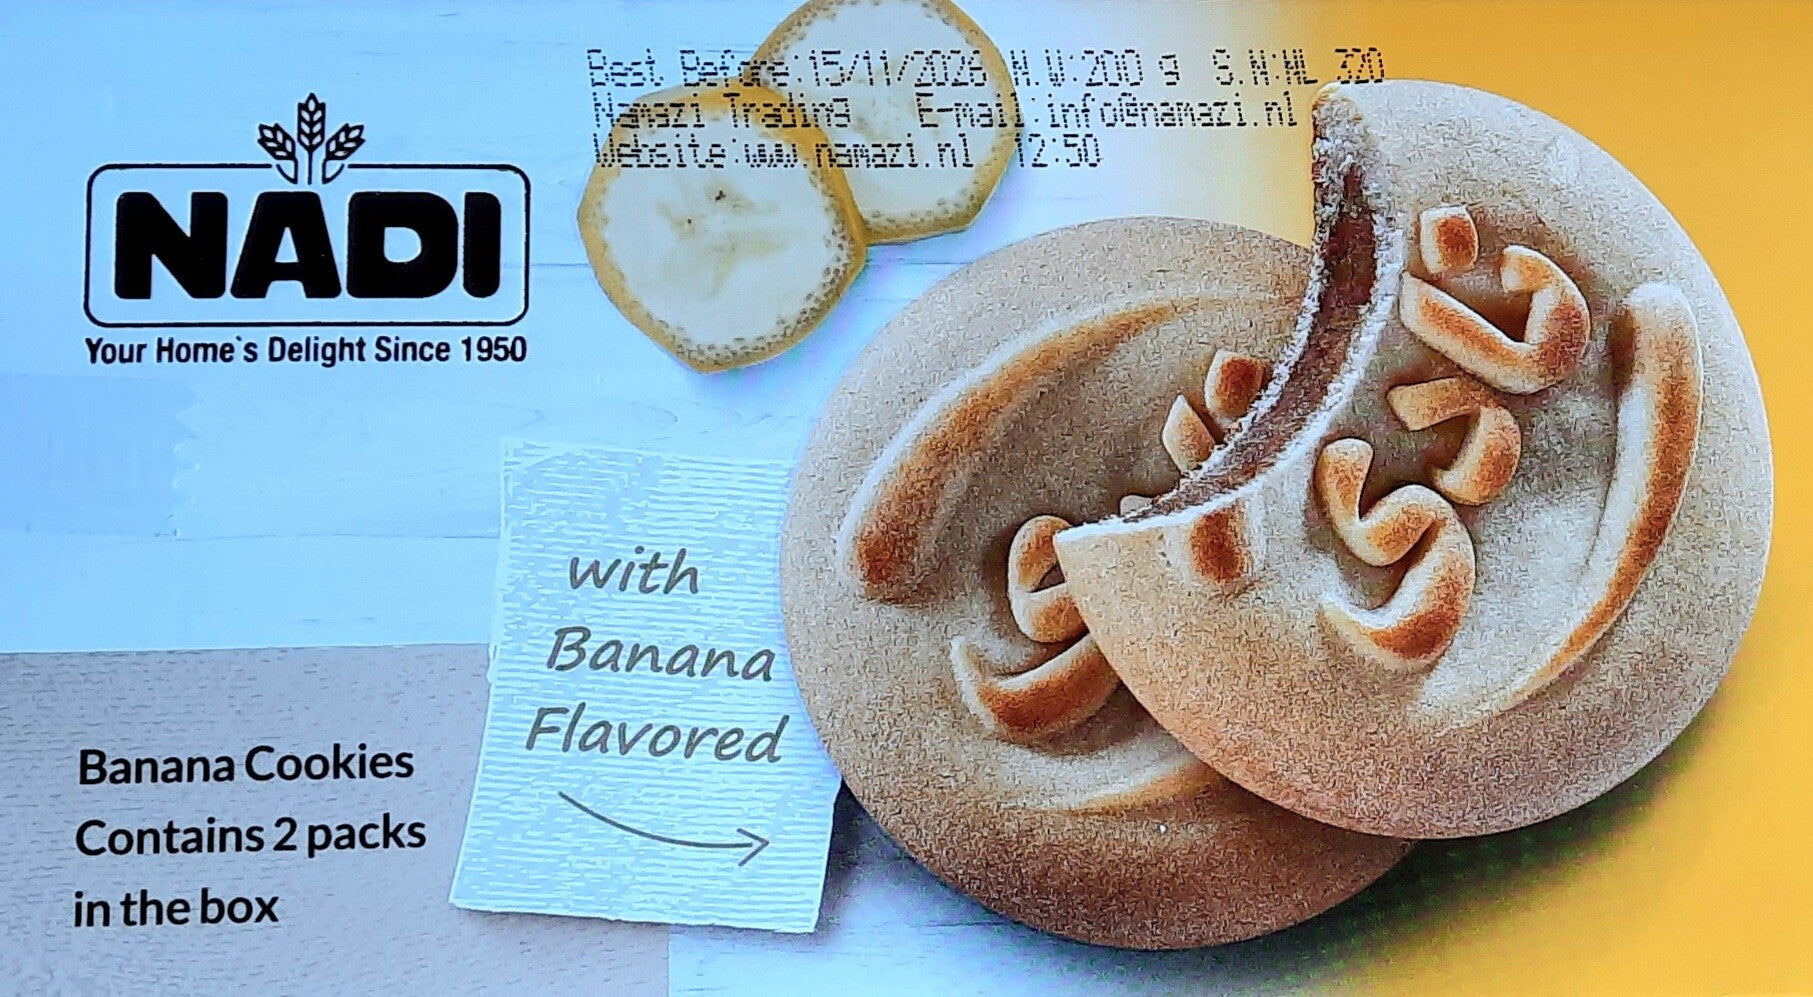 Best Before:15/11/2026 N.W:200 g S.N:NL 320
Namazi Trading E-mail:info@namazi.nl
Website:www.namazi.nl 12:50
NADI
Your Home's Delight Since 1950
with
Banana
Flavored
Banana Cookies
Contains 2 packs
in the box